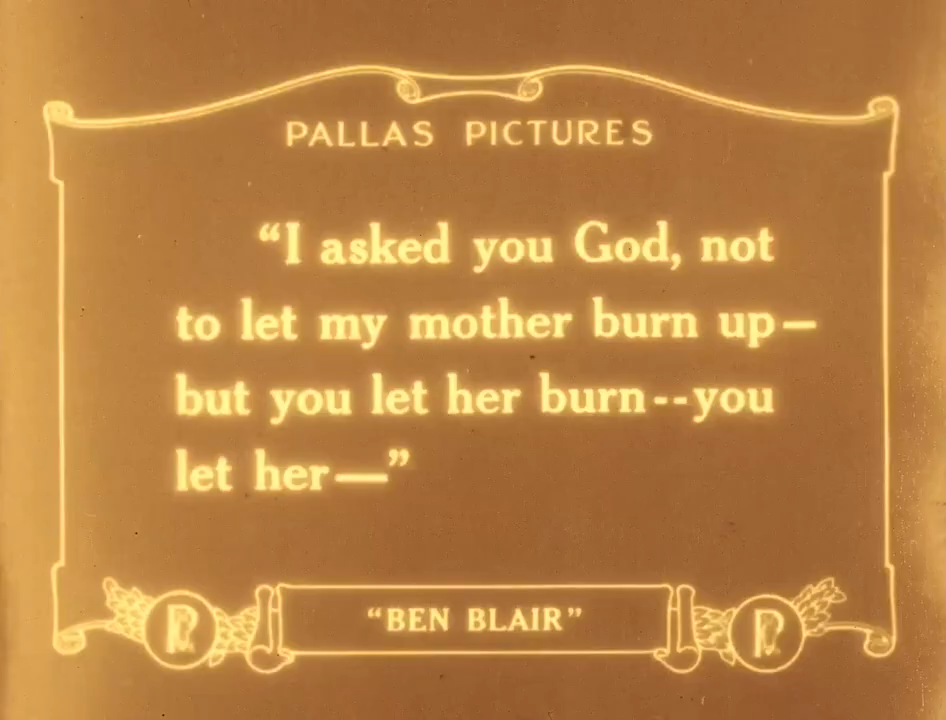 PALLAS PICTURES
“I asked you God, not
to let my mother burn up—
but you let her burn--you
let her—”
P
“BEN BLAIR”
P